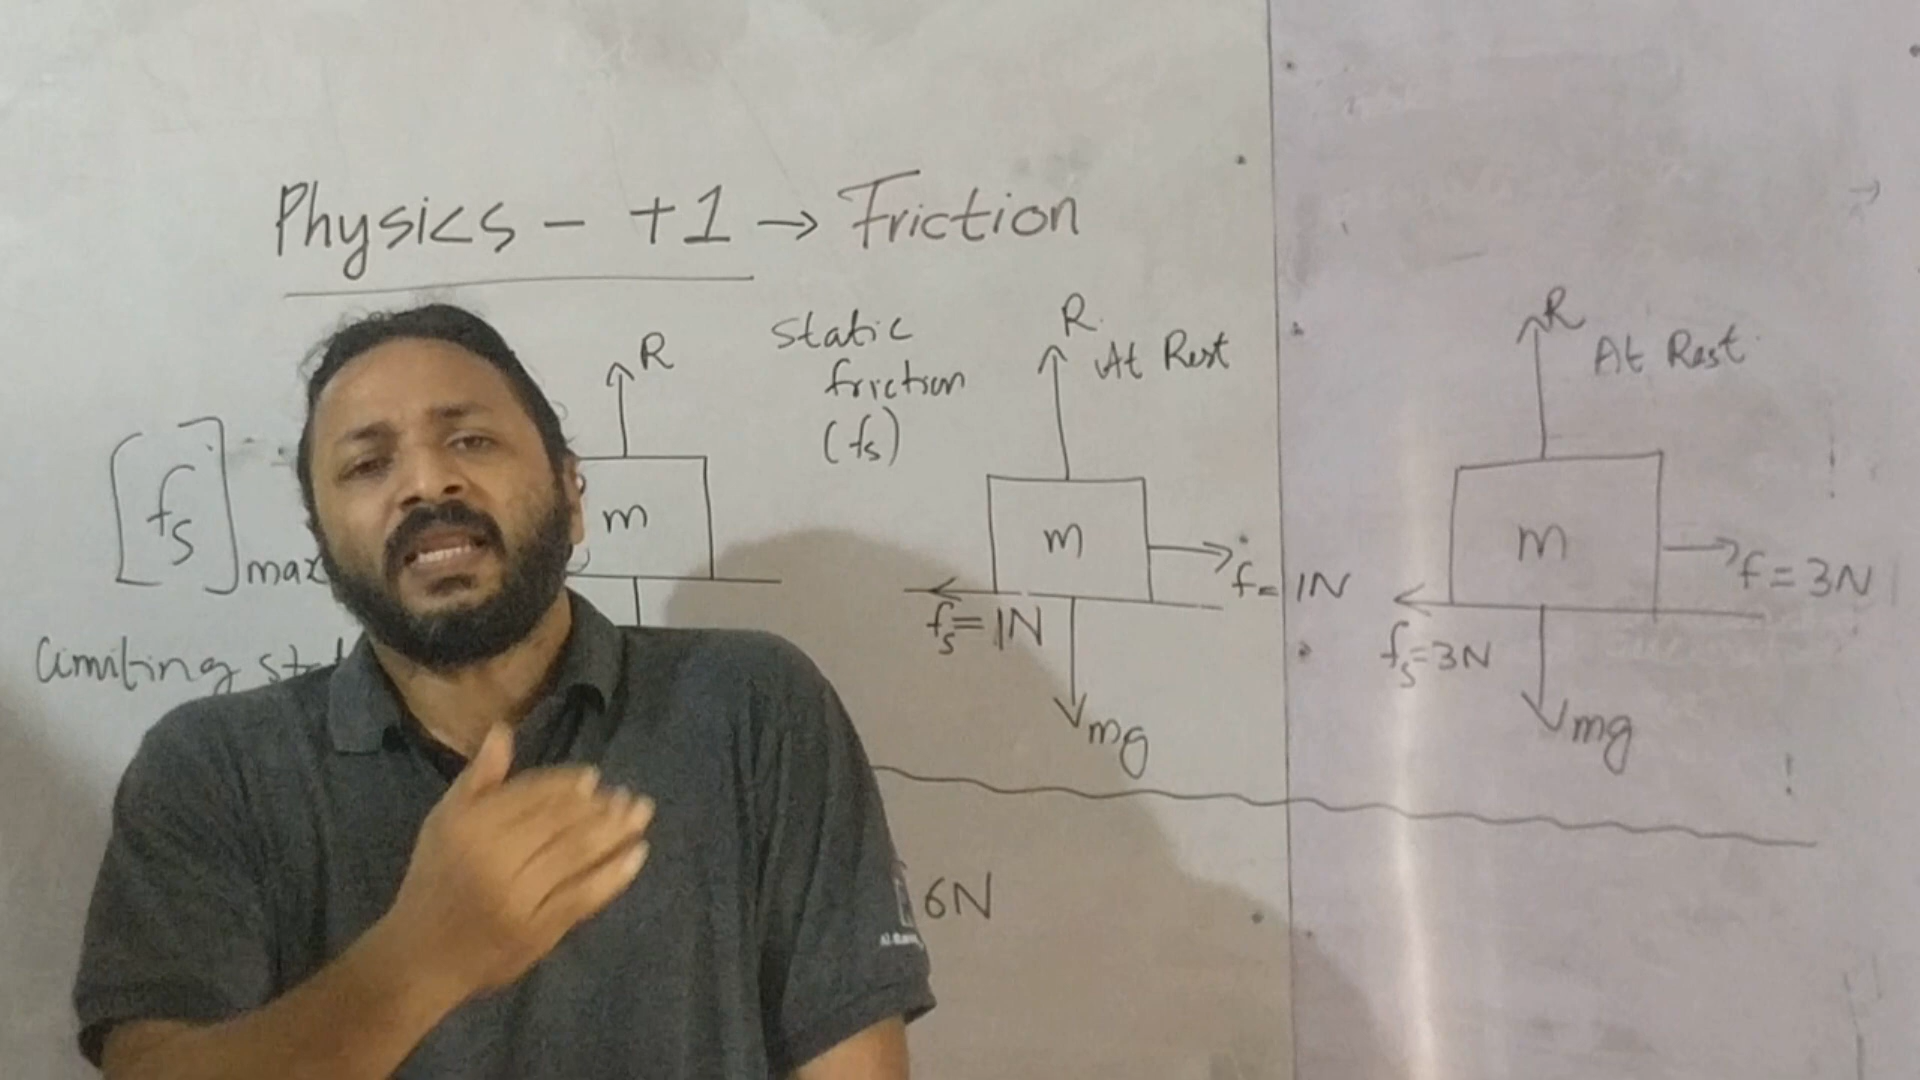 Physics - +1 → Friction
R
m
Static
friction
(fs)
[fs]max
Limiting
R
At Rest
m
f = 1N
fs = 1N
mg
R
At Rest
m
f = 3N
fs = 3N
mg
6N